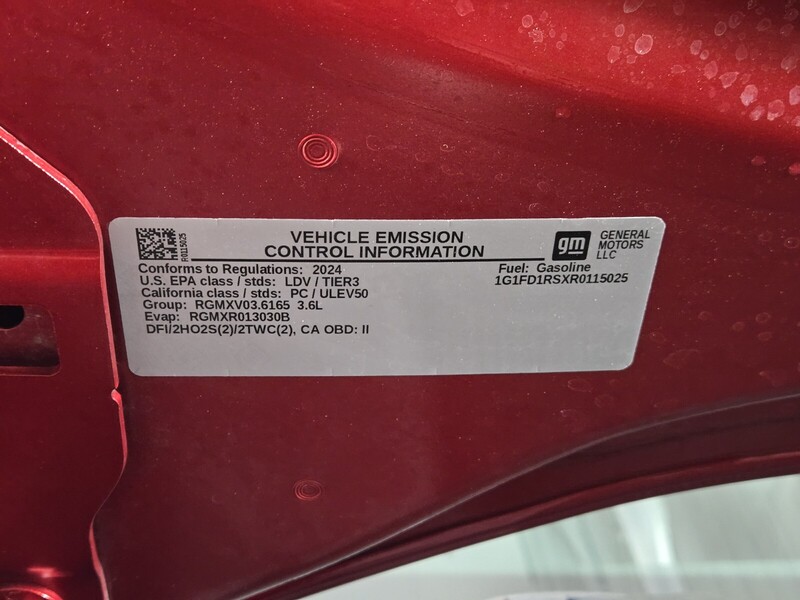 R0115025
VEHICLE EMISSION
CONTROL INFORMATION
gm
GENERAL
MOTORS
LLC
Conforms to Regulations: 2024
U.S. EPA class / stds: LDV / TIER3
California class / stds: PC / ULEV50
Group: RGMXV03.6165 3.6L
Evap: RGMXR013030B
DFI/2HO2S(2)/2TWC(2), CA OBD: II
Fuel: Gasoline
1G1FD1RSXR0115025